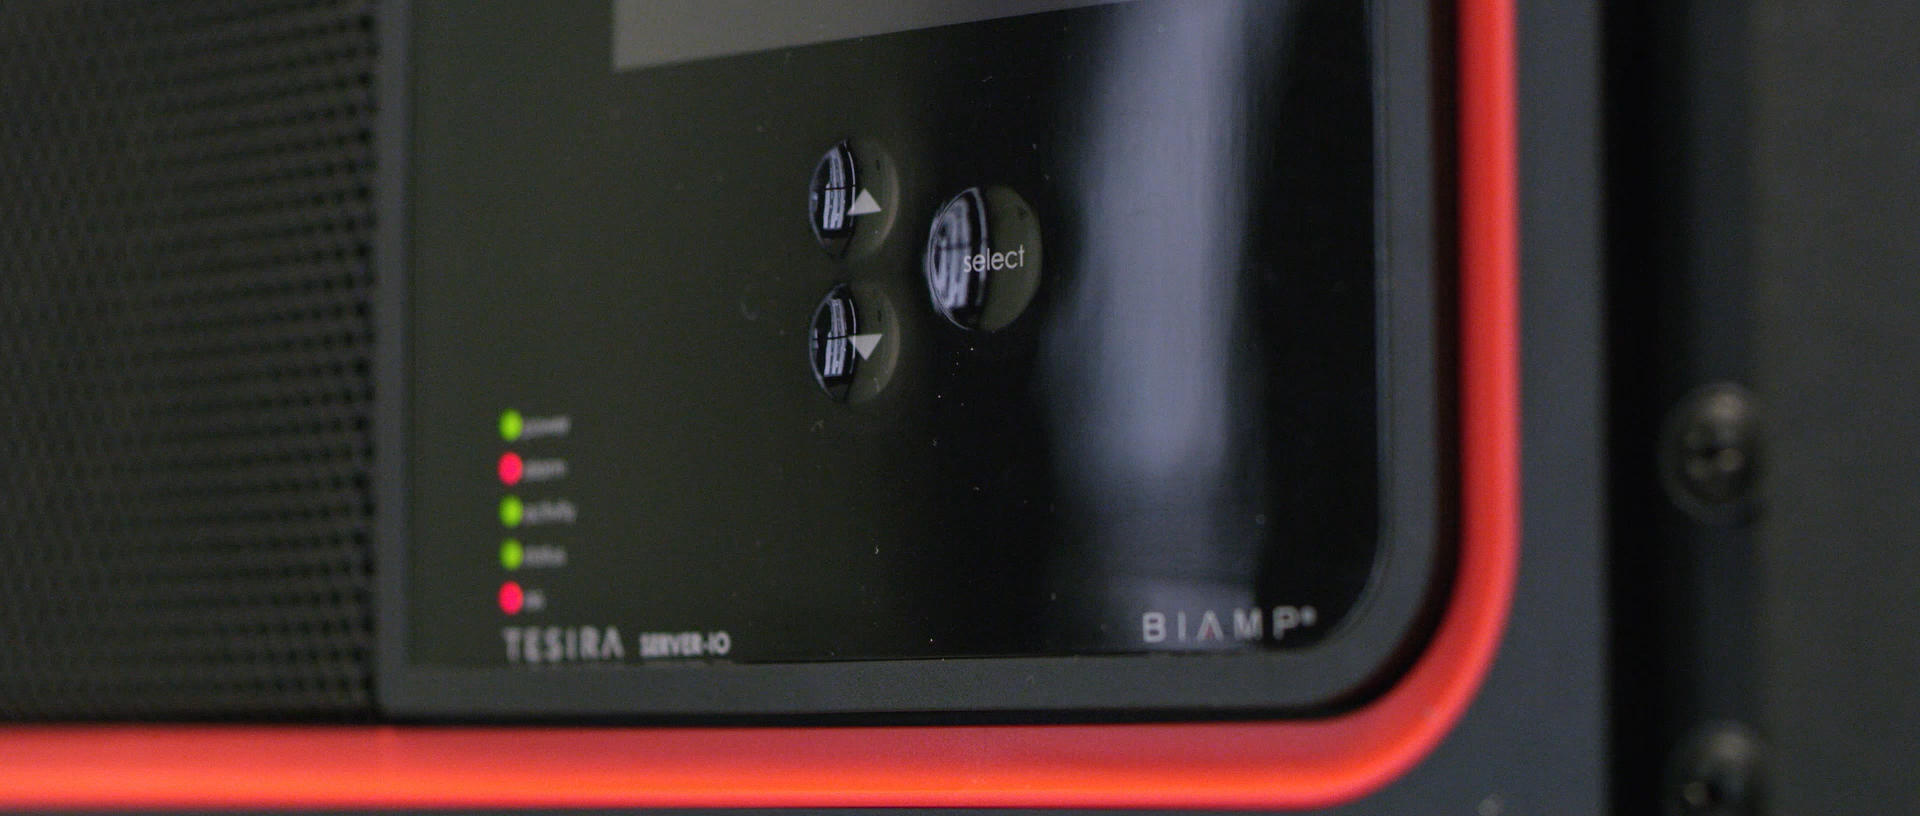 select
power
alarm
activity
status
TESIRA SERVER-IO
BIAMP®